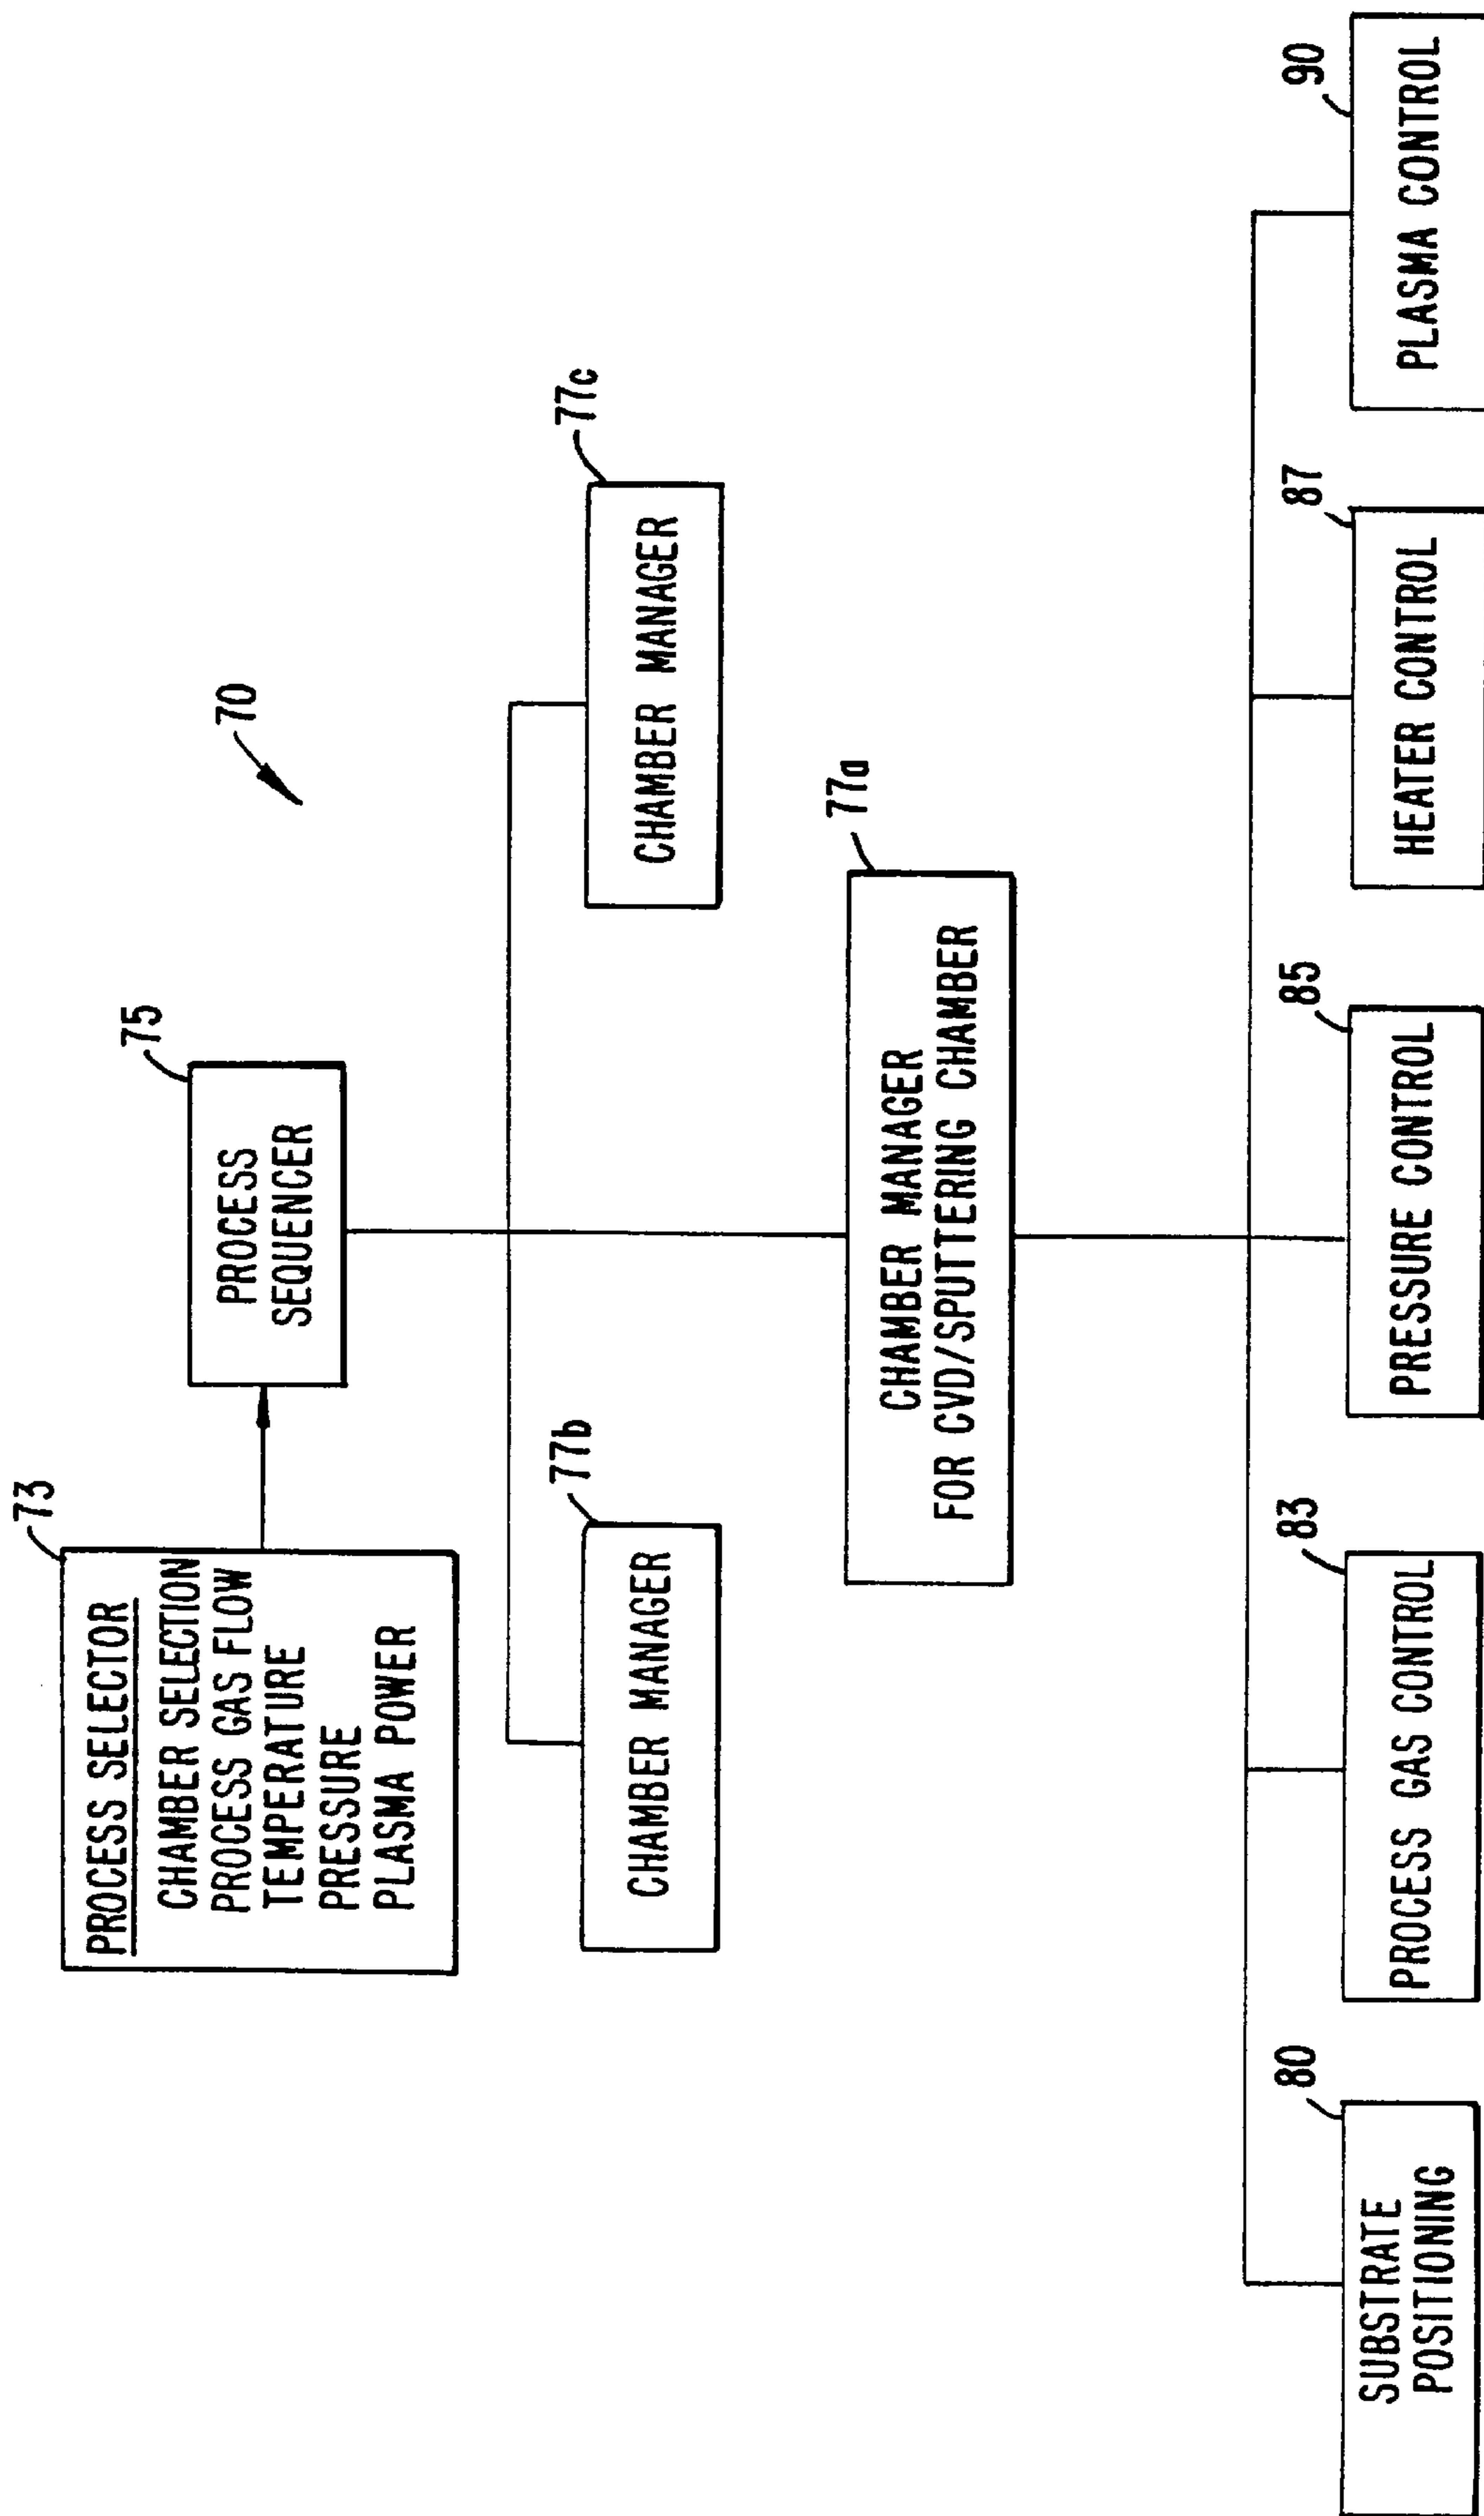 73
PROCESS SELECTOR
CHAMBER SELECTION
PROCESS GAS FLOW
TEMPERATURE
PRESSURE
PLASMA POWER
75
PROCESS
SEQUENCER
70
77b
CHAMBER MANAGER
77c
CHAMBER MANAGER
77a
CHAMBER MANAGER
FOR CVD/SPUTTERING CHAMBER
80
SUBSTRATE
POSITIONING
83
PROCESS GAS CONTROL
85
PRESSURE CONTROL
87
HEATER CONTROL
90
PLASMA CONTROL